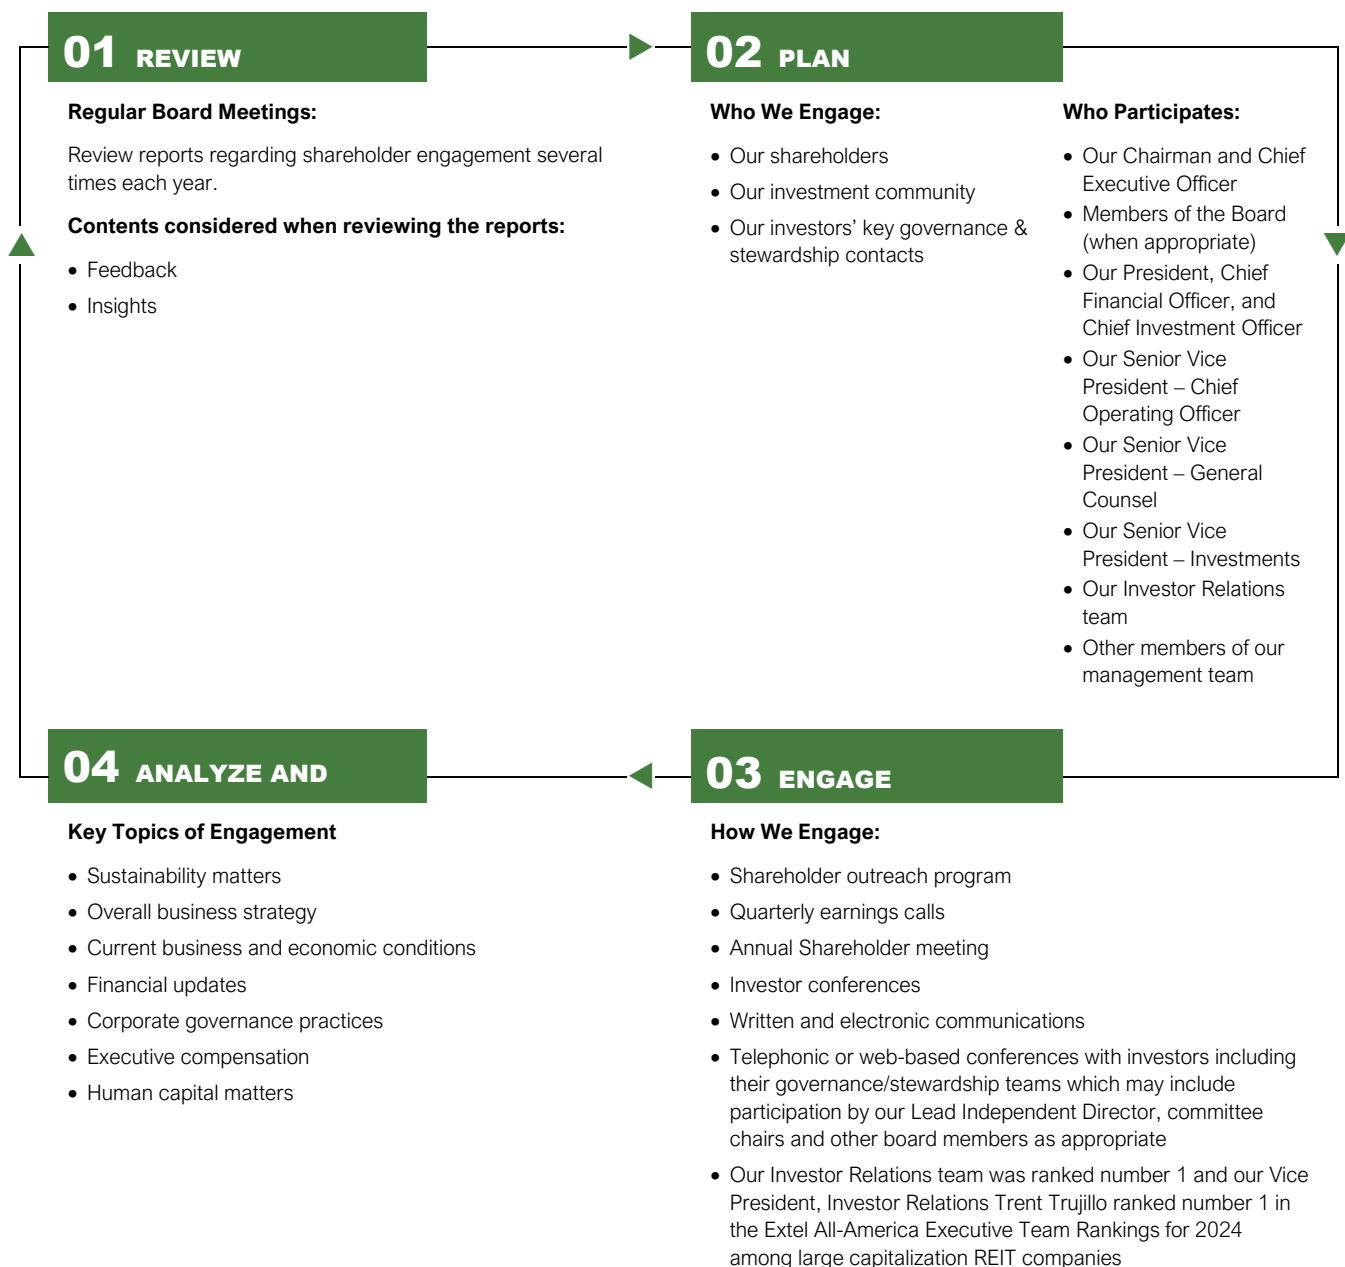 01 REVIEW
Regular Board Meetings:
Review reports regarding shareholder engagement several
times each year.
Contents considered when reviewing the reports:
• Feedback
• Insights
02 PLAN
Who We Engage:
• Our shareholders
• Our investment community
• Our investors’ key governance &
stewardship contacts
Who Participates:
• Our Chairman and Chief
Executive Officer
• Members of the Board
(when appropriate)
• Our President, Chief
Financial Officer, and
Chief Investment Officer
• Our Senior Vice
President – Chief
Operating Officer
• Our Senior Vice
President – General
Counsel
• Our Senior Vice
President – Investments
• Our Investor Relations
team
• Other members of our
management team
03 ENGAGE
How We Engage:
• Shareholder outreach program
• Quarterly earnings calls
• Annual Shareholder meeting
• Investor conferences
• Written and electronic communications
• Telephonic or web-based conferences with investors including
their governance/stewardship teams which may include
participation by our Lead Independent Director, committee
chairs and other board members as appropriate
• Our Investor Relations team was ranked number 1 and our Vice
President, Investor Relations Trent Trujillo ranked number 1 in
the Extel All-America Executive Team Rankings for 2024
among large capitalization REIT companies
04 ANALYZE AND
Key Topics of Engagement
• Sustainability matters
• Overall business strategy
• Current business and economic conditions
• Financial updates
• Corporate governance practices
• Executive compensation
• Human capital matters